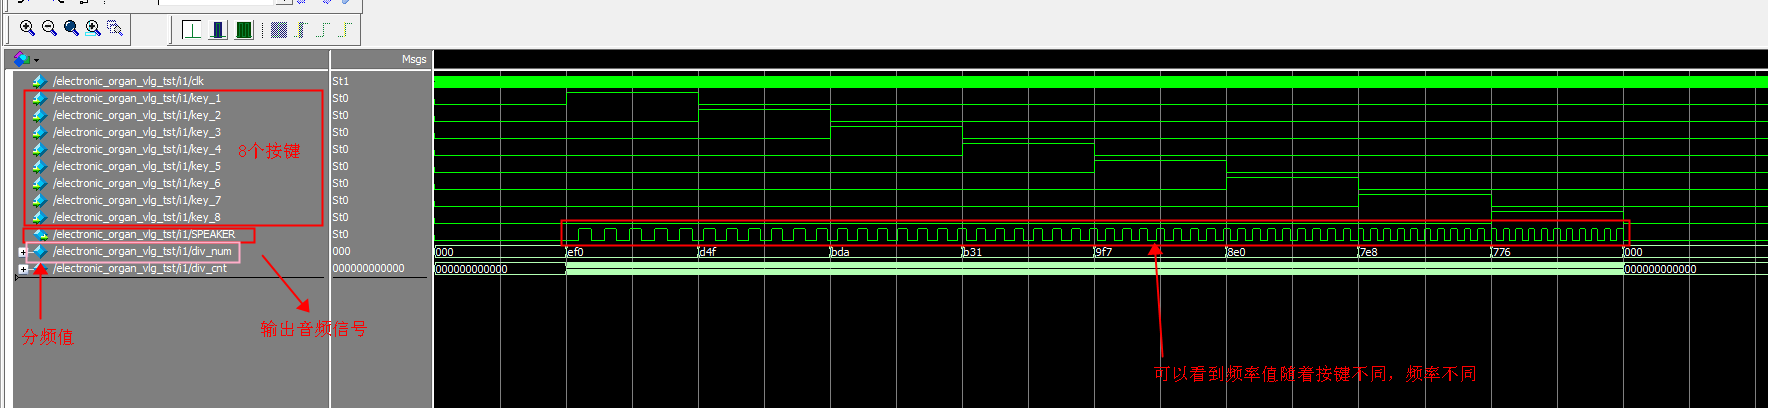 Msgs
/electronic_organ_vlg_tst/i1/clk St1
/electronic_organ_vlg_tst/i1/key_1 St0
/electronic_organ_vlg_tst/i1/key_2 St0
/electronic_organ_vlg_tst/i1/key_3 St0
/electronic_organ_vlg_tst/i1/key_4 St0
8个按键
/electronic_organ_vlg_tst/i1/key_5 St0
/electronic_organ_vlg_tst/i1/key_6 St0
/electronic_organ_vlg_tst/i1/key_7 St0
/electronic_organ_vlg_tst/i1/key_8 St0
/electronic_organ_vlg_tst/i1/SPEAKER St0
/electronic_organ_vlg_tst/i1/div_num 000 000 ef0 d4f bda b31 9f7 8e0 7e8 776 000
/electronic_organ_vlg_tst/i1/div_cnt 000000000000 000000000000 000000000000
分频值
输出音频信号
可以看到频率值随着按键不同，频率不同